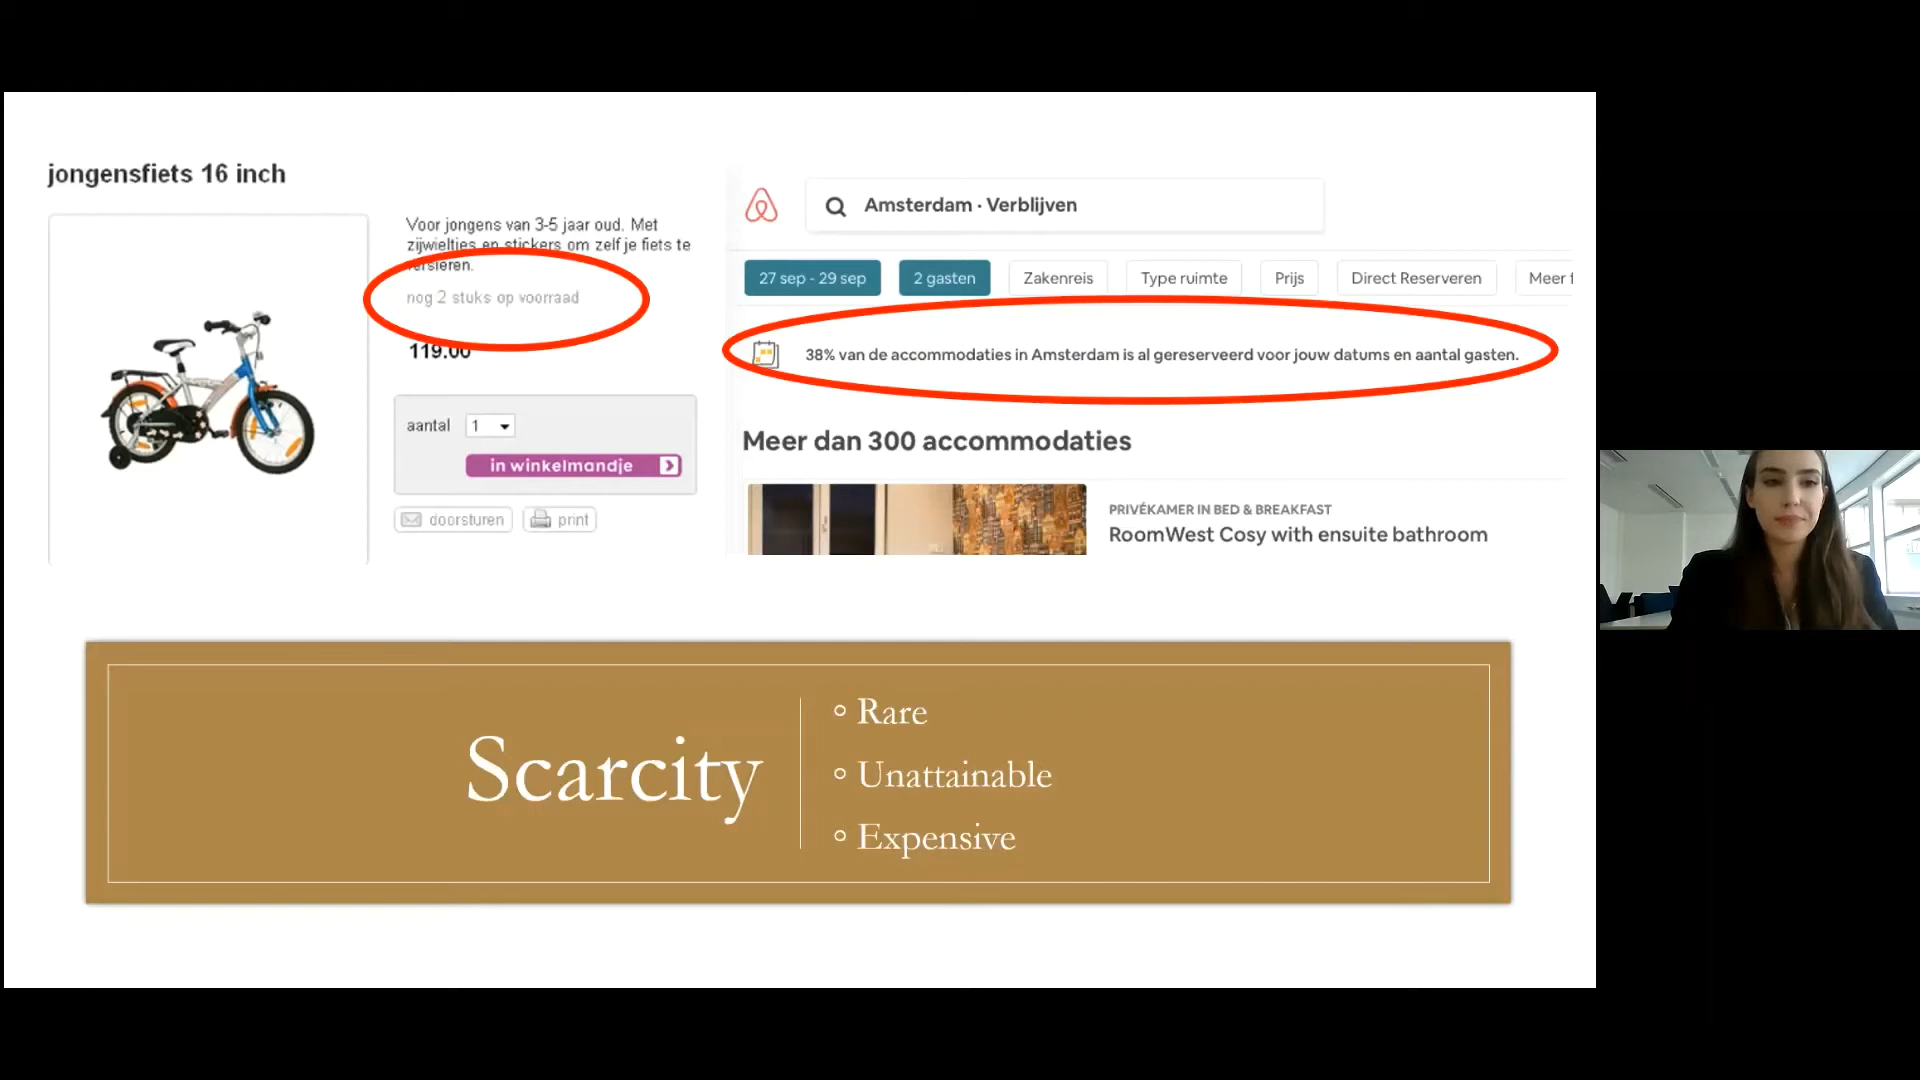 jongensfiets 16 inch
Voor jongens van 3-5 jaar oud. Met
zijwieltjes en stickers om zelf je fiets te
versieren.
nog 2 stuks op voorraad
119.00
aantal 1
in winkelmandje
doorsturen print
Amsterdam · Verblijven
27 sep - 29 sep 2 gasten Zakenreis Type ruimte Prijs Direct Reserveren Meer f
38% van de accommodaties in Amsterdam is al gereserveerd voor jouw datums en aantal gasten.
Meer dan 300 accommodaties
PRIVÉKAMER IN BED & BREAKFAST
RoomWest Cosy with ensuite bathroom
Scarcity
Rare
Unattainable
Expensive